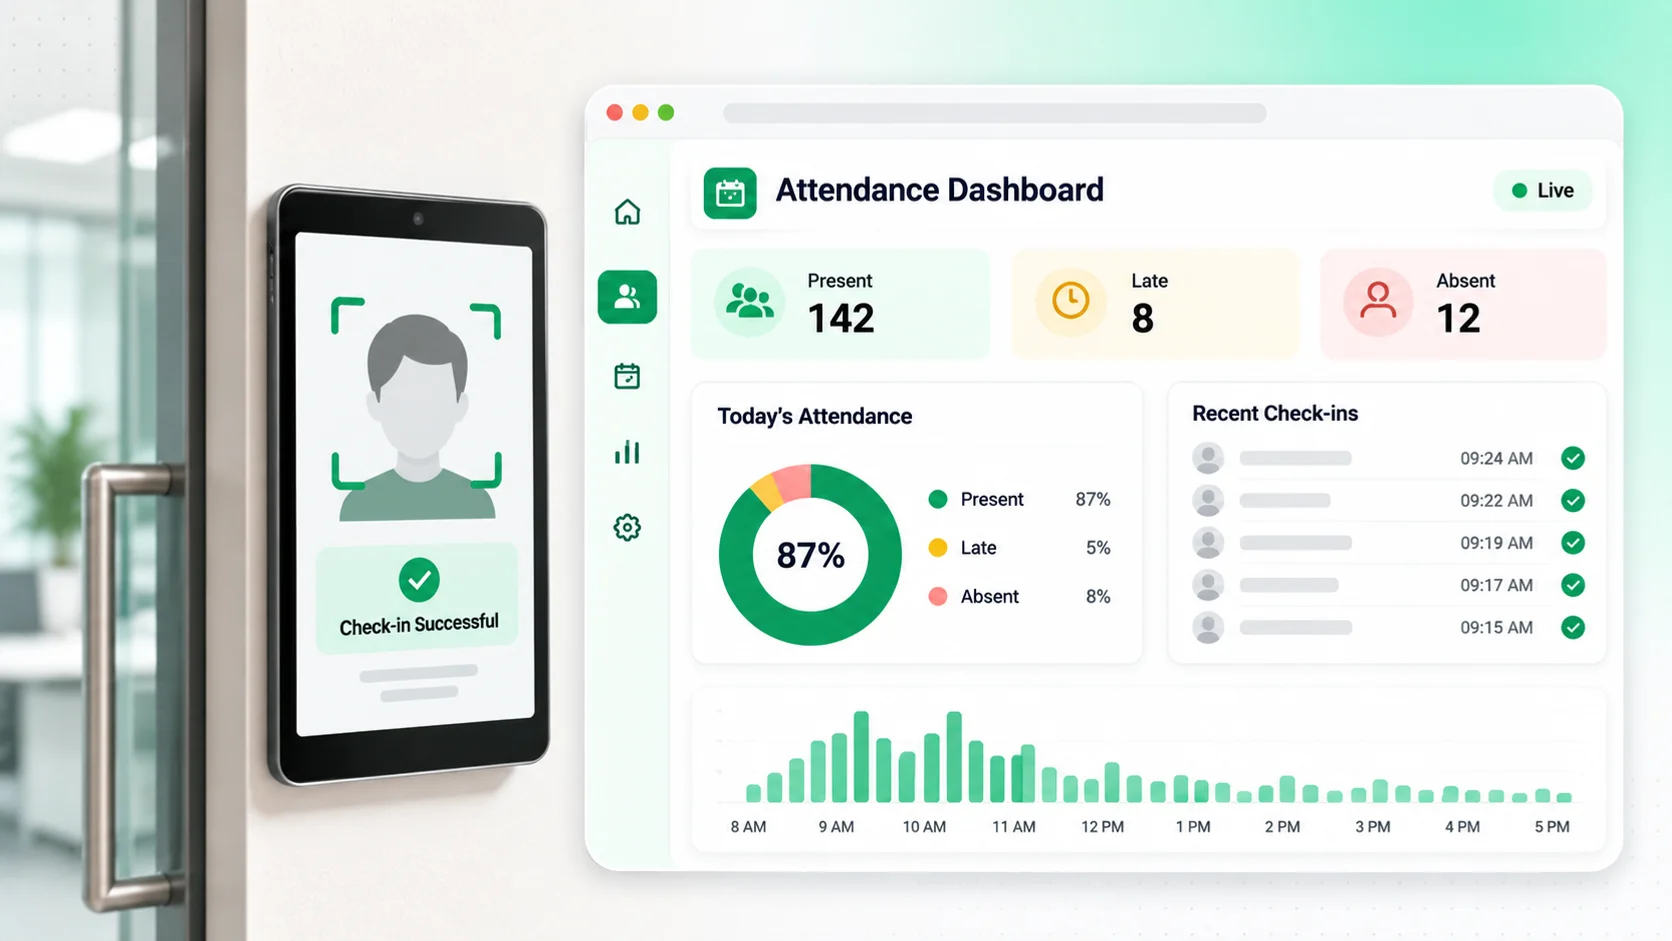 Check-in Successful
Attendance Dashboard
Live
Present
142
Late
8
Absent
12
Today's Attendance
87%
Present 87%
Late 5%
Absent 8%
Recent Check-ins
09:24 AM
09:22 AM
09:19 AM
09:17 AM
09:15 AM
8 AM 9 AM 10 AM 11 AM 12 PM 1 PM 2 PM 3 PM 4 PM 5 PM